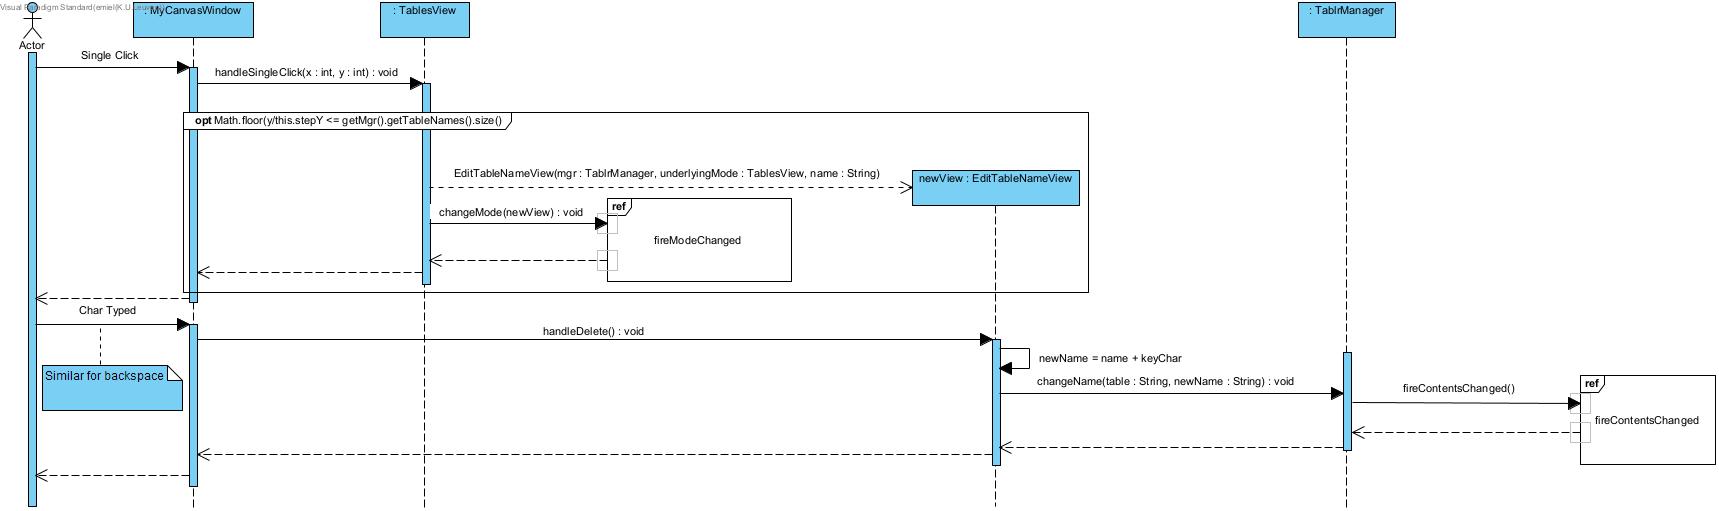 Visual Paradigm Standard(emiel(K.U.Leuven))
: MyCanvasWindow
: TablesView
: TablrManager
Actor
Single Click
handleSingleClick(x : int, y : int) : void
opt Math.floor(y/this.stepY <= getMgr().getTableNames().size()
EditTableNameView(mgr : TablrManager, underlyingMode : TablesView, name : String)
newView : EditTableNameView
changeMode(newView) : void
ref
fireModeChanged
Char Typed
handleDelete() : void
newName = name + keyChar
Similar for backspace
changeName(table : String, newName : String) : void
fireContentsChanged()
ref
fireContentsChanged